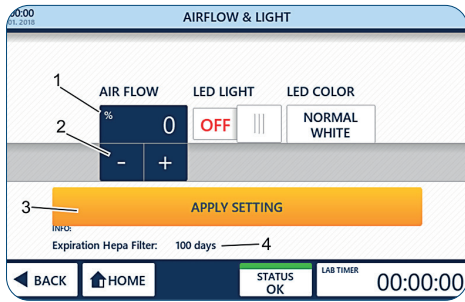 00:00
01, 2018
AIRFLOW & LIGHT
AIR FLOW LED LIGHT LED COLOR
1
% 0 OFF NORMAL
WHITE
2
- +
3 APPLY SETTING
INFO:
Expiration Hepa Filter: 100 days 4
BACK HOME STATUS
OK LAB TIMER 00:00:00